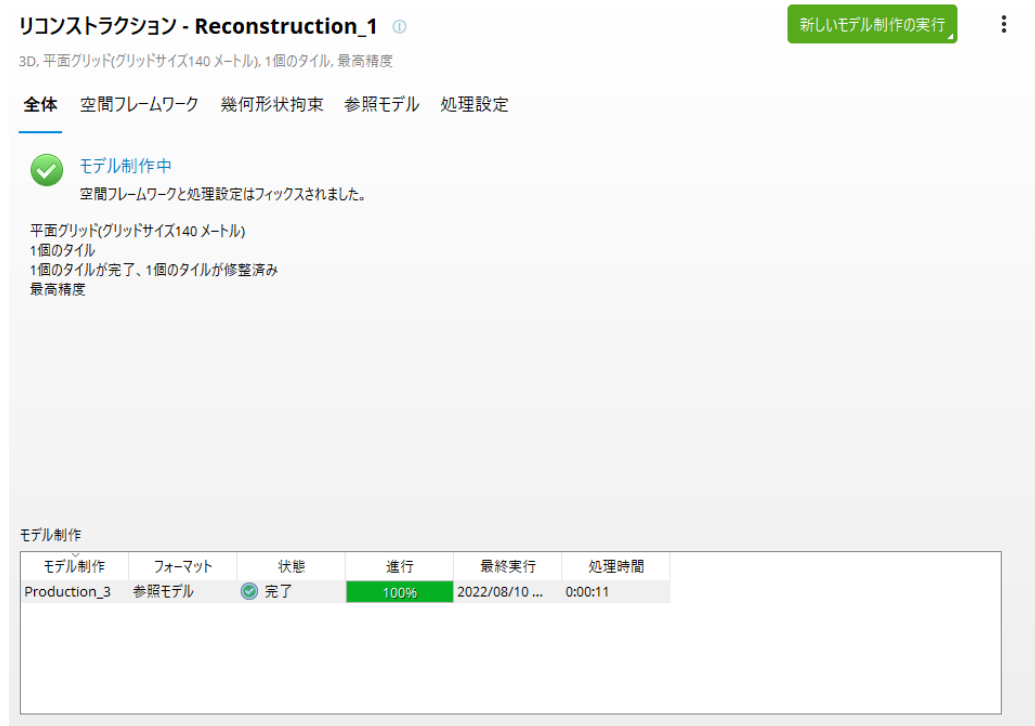 リコンストラクション - Reconstruction_1
新しいモデル制作の実行
3D, 平面グリッド(グリッドサイズ140 メートル), 1個のタイル, 最高精度
全体 空間フレームワーク 幾何形状拘束 参照モデル 処理設定
モデル制作中
空間フレームワークと処理設定はフィックスされました。
平面グリッド(グリッドサイズ140 メートル)
1個のタイル
1個のタイルが完了、1個のタイルが修整済み
最高精度
モデル制作
モデル制作 フォーマット 状態 進行 最終実行 処理時間
Production_3 参照モデル 完了 100% 2022/08/10 ... 0:00:11